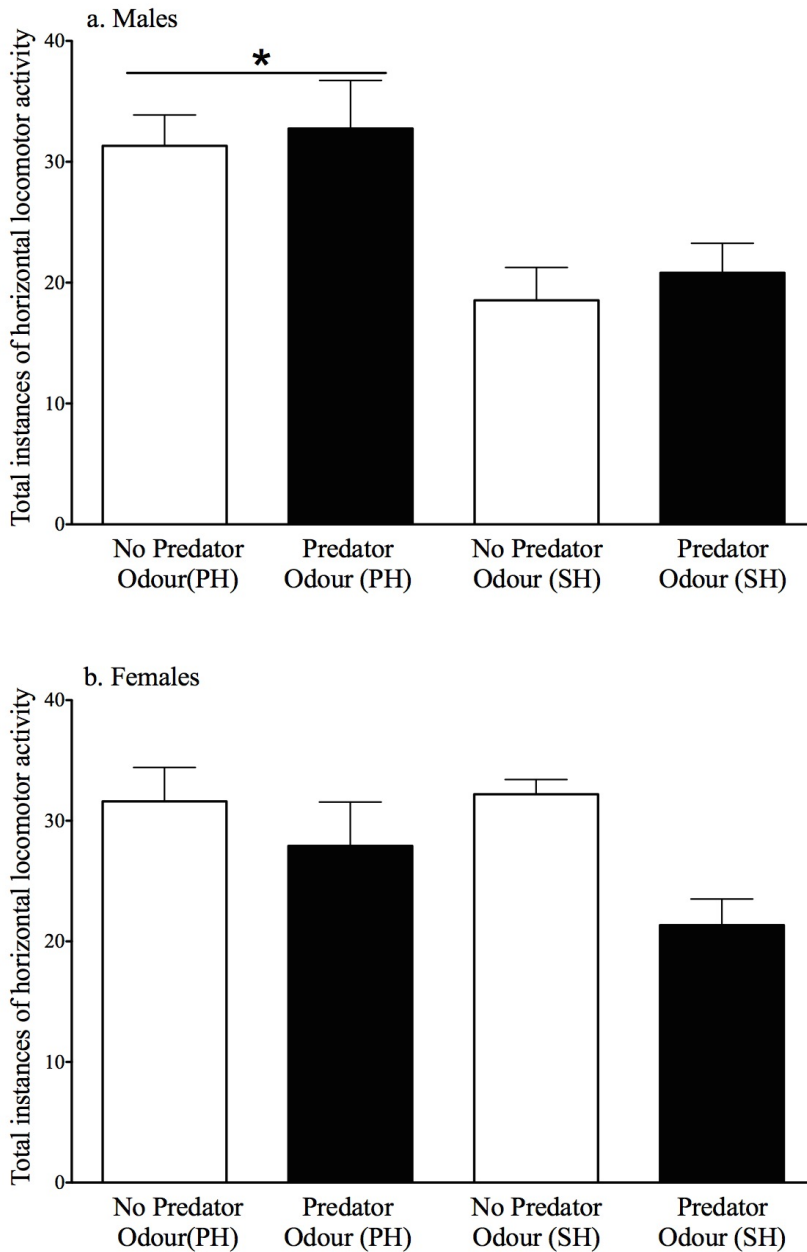 a. Males
Total instances of horizontal locomotor activity
40
30
20
10
0
*
No Predator
Odour(PH)
Predator
Odour (PH)
No Predator
Odour (SH)
Predator
Odour (SH)
b. Females
Total instances of horizontal locomotor activity
40
30
20
10
0
No Predator
Odour(PH)
Predator
Odour (PH)
No Predator
Odour (SH)
Predator
Odour (SH)